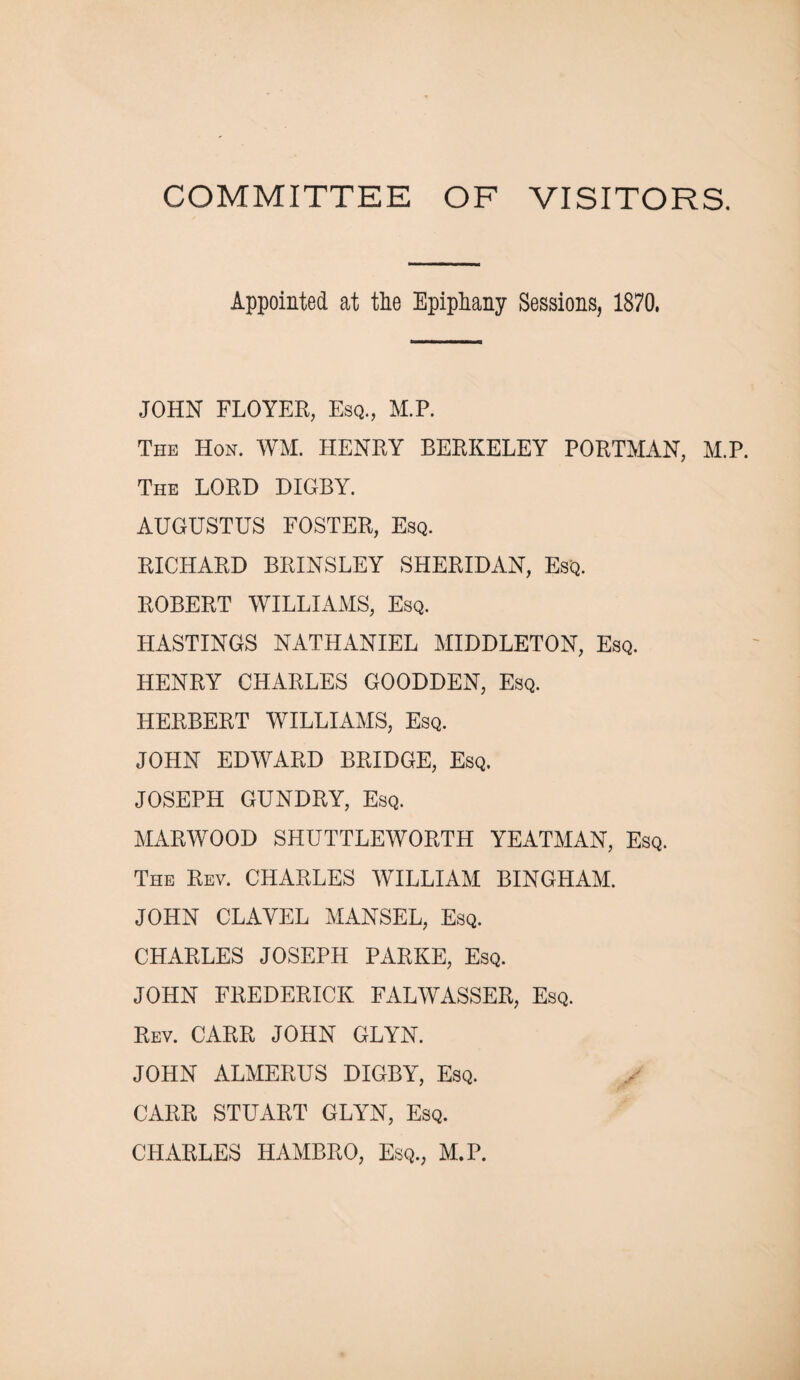 COMMITTEE OF VISITORS.
Appointed at the Epiphany Sessions, 1870.
JOHN FLOYER, Esq., M.P.
The Hon. WM. HENRY BERKELEY PORTMAN, M.P.
The LORD DIGBY.
AUGUSTUS FOSTER, Esq.
RICHARD BRINSLEY SHERIDAN, Esq.
ROBERT WILLIAMS, Esq.
HASTINGS NATHANIEL MIDDLETON, Esq.
HENRY CHARLES GOODDEN, Esq.
HERBERT WILLIAMS, Esq.
JOHN EDWARD BRIDGE, Esq.
JOSEPH GUNDRY, Esq.
MARWOOD SHUTTLEWORTH YEATMAN, Esq.
The Rev. CHARLES WILLIAM BINGHAM.
JOHN CLAVEL MANSEL, Esq.
CHARLES JOSEPH PARKE, Esq.
JOHN FREDERICK FALWASSER, Esq.
Rev. CARR JOHN GLYN.
JOHN ALMERUS DIGBY, Esq.
CARR STUART GLYN, Esq.
CHARLES HAMBRO, Esq., M.P.